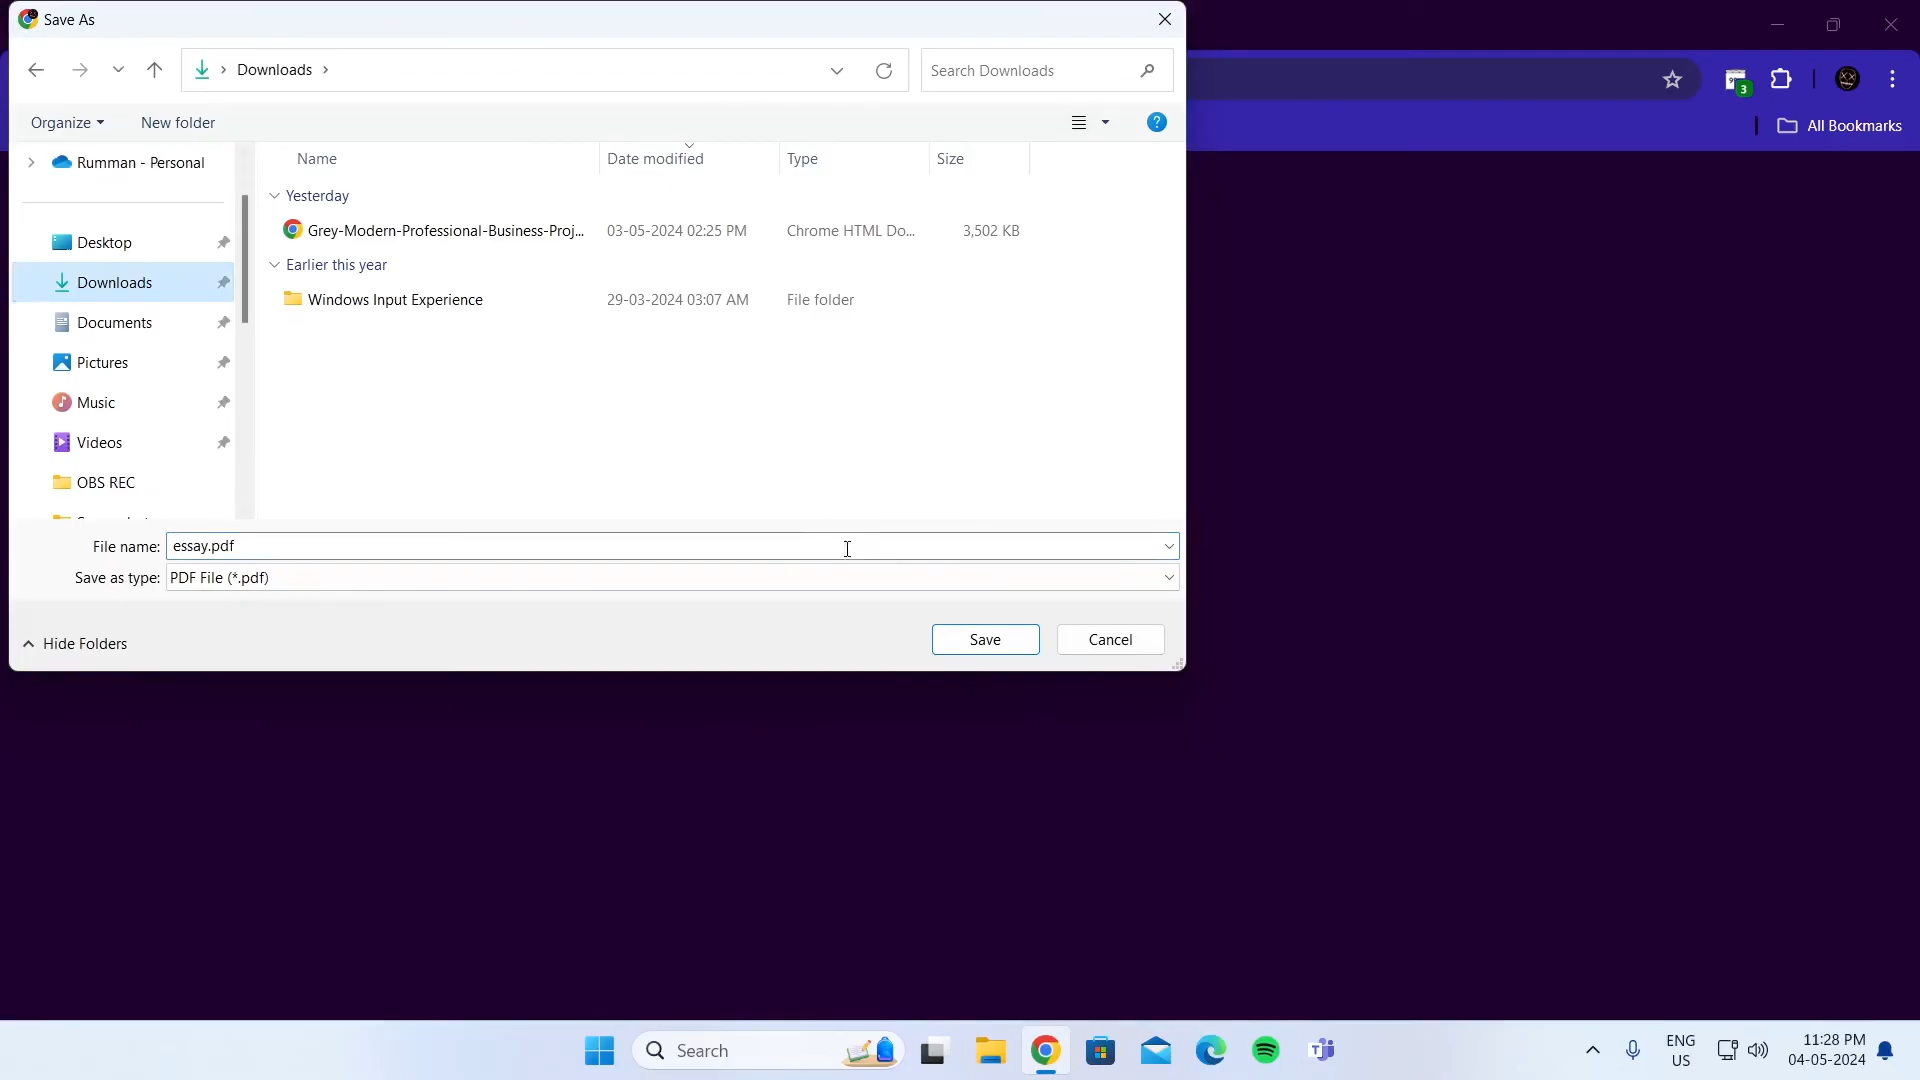 Save As
Downloads
Search Downloads
3
Organize
New folder
?
All Bookmarks
Rumman - Personal
Name
Date modified
Type
Size
Yesterday
Grey-Modern-Professional-Business-Proj...
03-05-2024 02:25 PM
Chrome HTML Do...
3,502 KB
Desktop
Earlier this year
Downloads
Windows Input Experience
29-03-2024 03:07 AM
File folder
Documents
Pictures
Music
Videos
OBS REC
File name:
essay.pdf
Save as type:
PDF File (*.pdf)
Hide Folders
Save
Cancel
Search
ENG
US
11:28 PM
04-05-2024